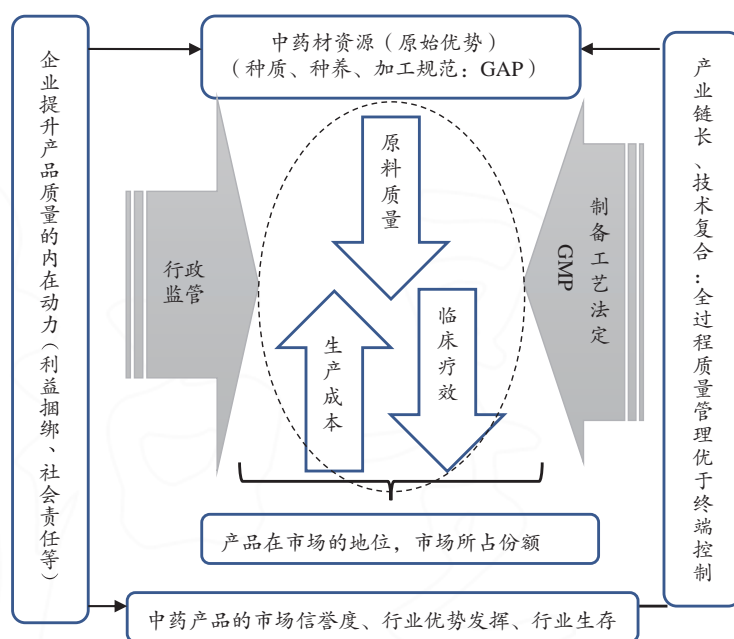 中药材资源（原始优势）
（种质、种养、加工规范：GAP）
企业提升产品质量的内在动力（利益捆绑、社会责任等）
原料质量
行政
监管
生产成本
临床疗效
制备工艺法定
GMP
产业链长、技术复合：全过程质量管理优于终端控制
产品在市场的地位，市场所占份额
中药产品的市场信誉度、行业优势发挥、行业生存